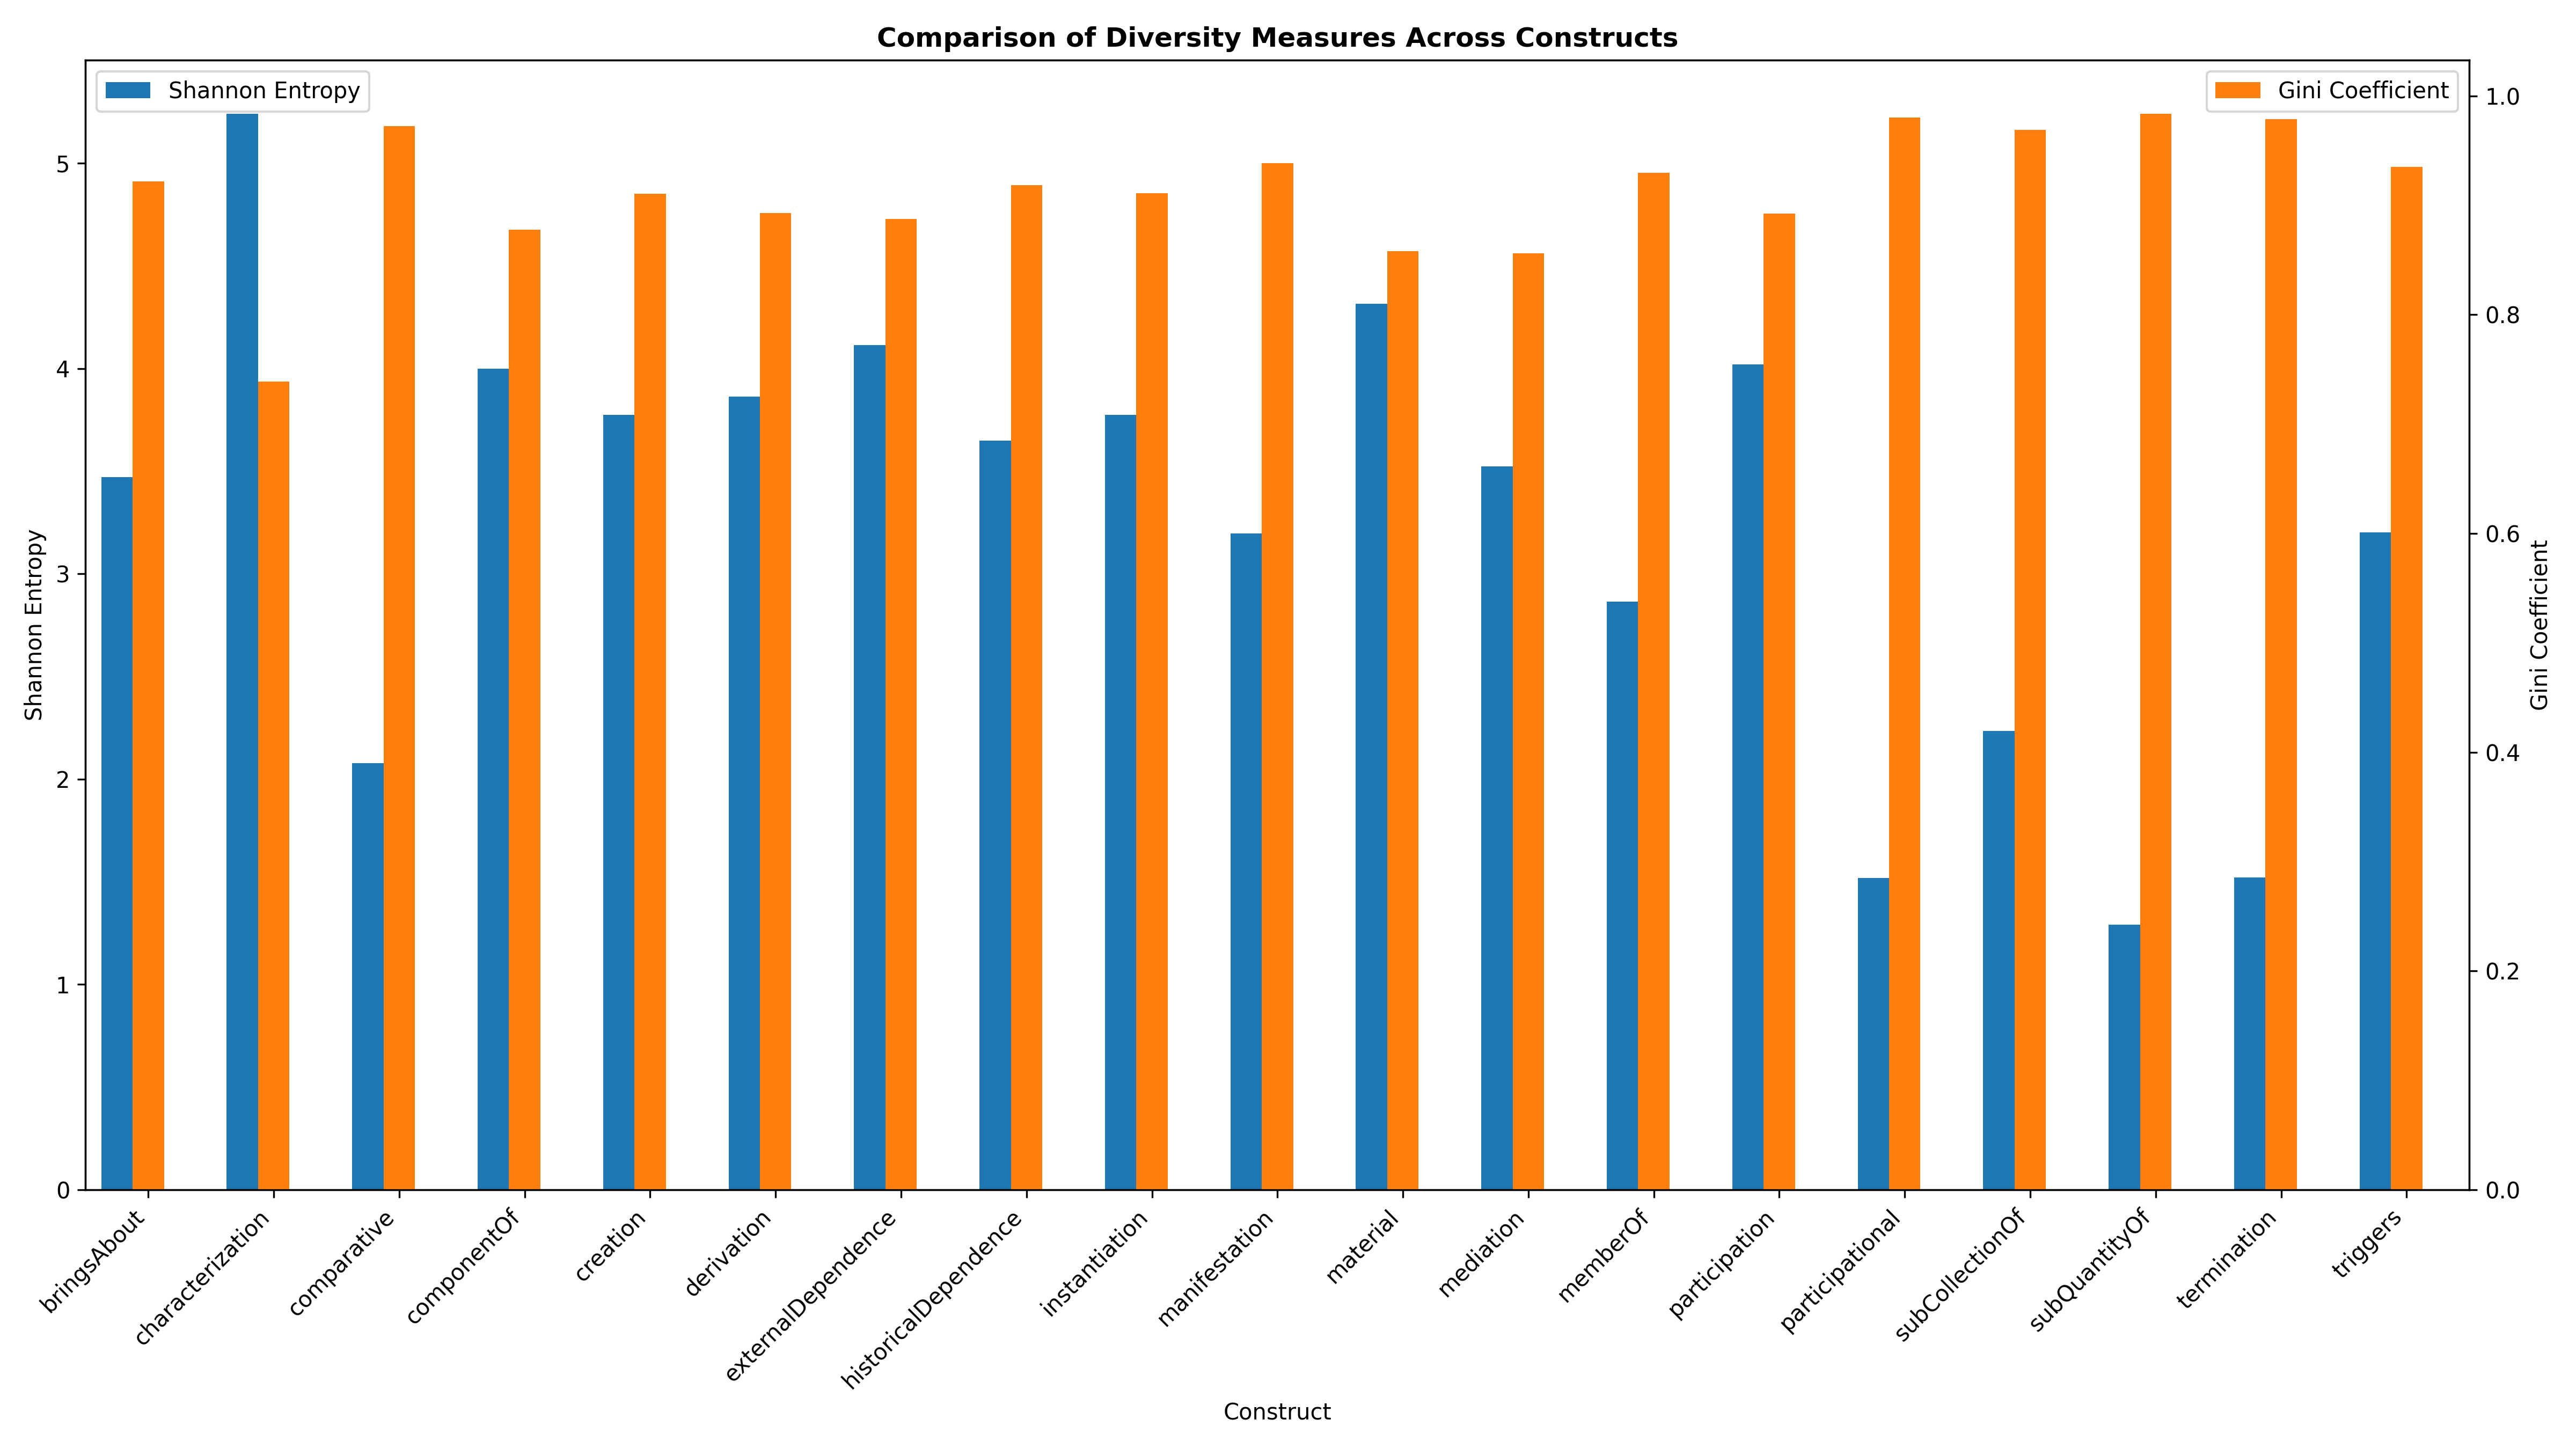 Comparison of Diversity Measures Across Constructs
Shannon Entropy
Gini Coefficient
5
4
3
2
1
0
Shannon Entropy
1.0
0.8
0.6
0.4
0.2
0.0
Gini Coefficient
bringsAbout
characterization
comparative
componentOf
creation
derivation
externalDependence
historicalDependence
instantiation
manifestation
material
mediation
memberOf
participation
participational
subCollectionOf
subQuantityOf
termination
triggers
Construct